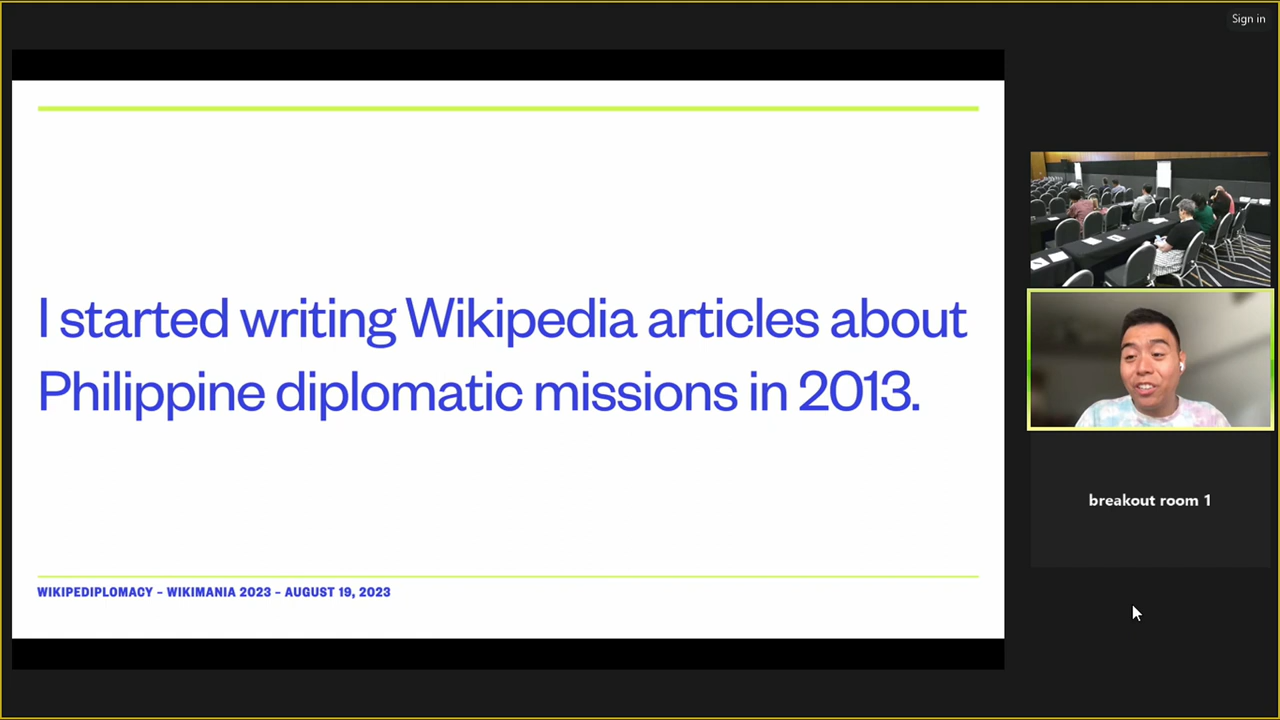 Sign in
I started writing Wikipedia articles about
Philippine diplomatic missions in 2013.
WIKIPEDIPLOMACY – WIKIMANIA 2023 – AUGUST 19, 2023
breakout room 1